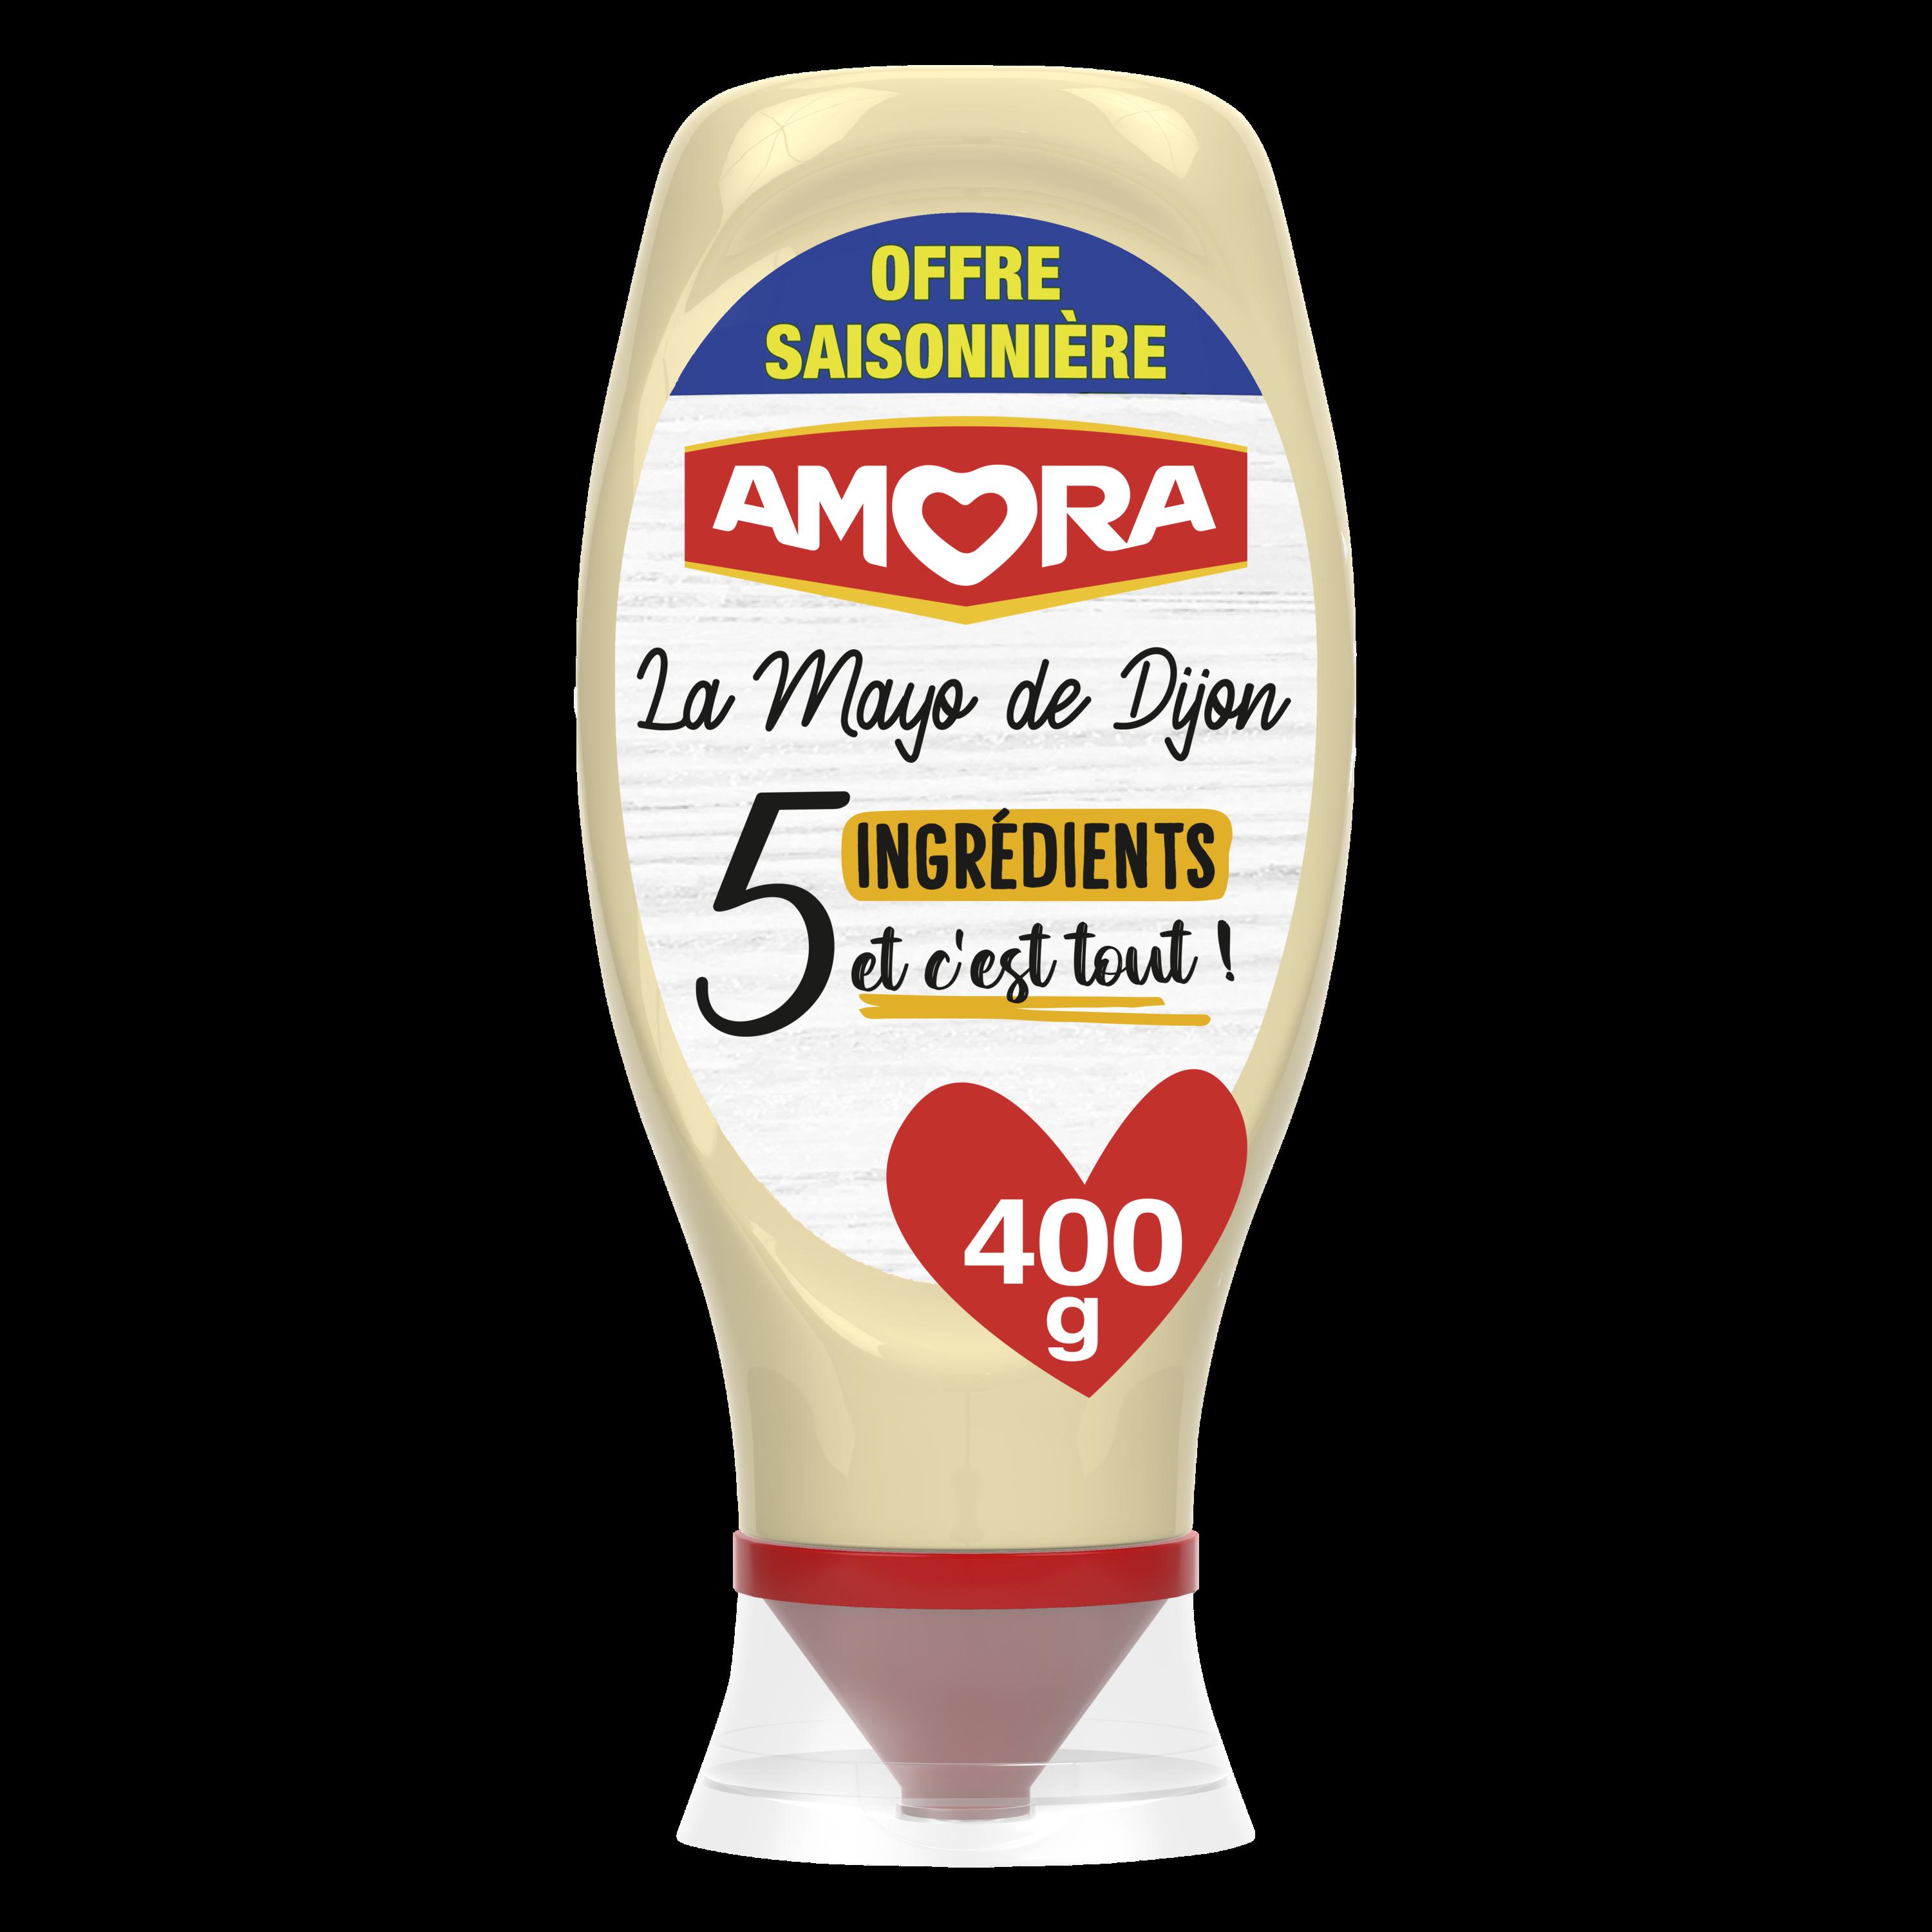 OFFRE
SAISONNIÈRE
AMORA
La Mayo de Dijon
5 INGRÉDIENTS
et c'est tout !
400
g